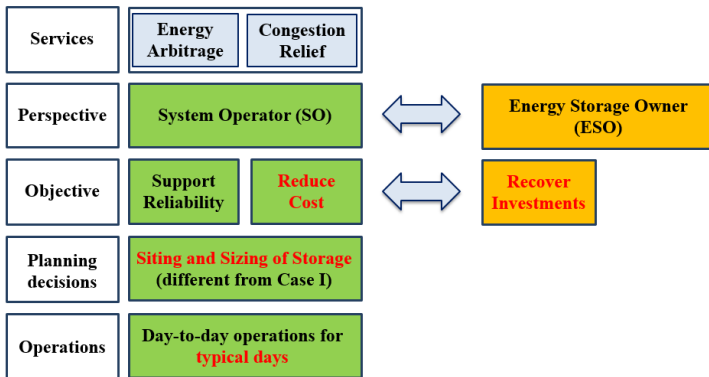 Services
Energy
Arbitrage
Congestion
Relief
Perspective
System Operator (SO)
Energy Storage Owner
(ESO)
Objective
Support
Reliability
Reduce
Cost
Recover
Investments
Planning
decisions
Siting and Sizing of Storage
(different from Case I)
Operations
Day-to-day operations for
typical days